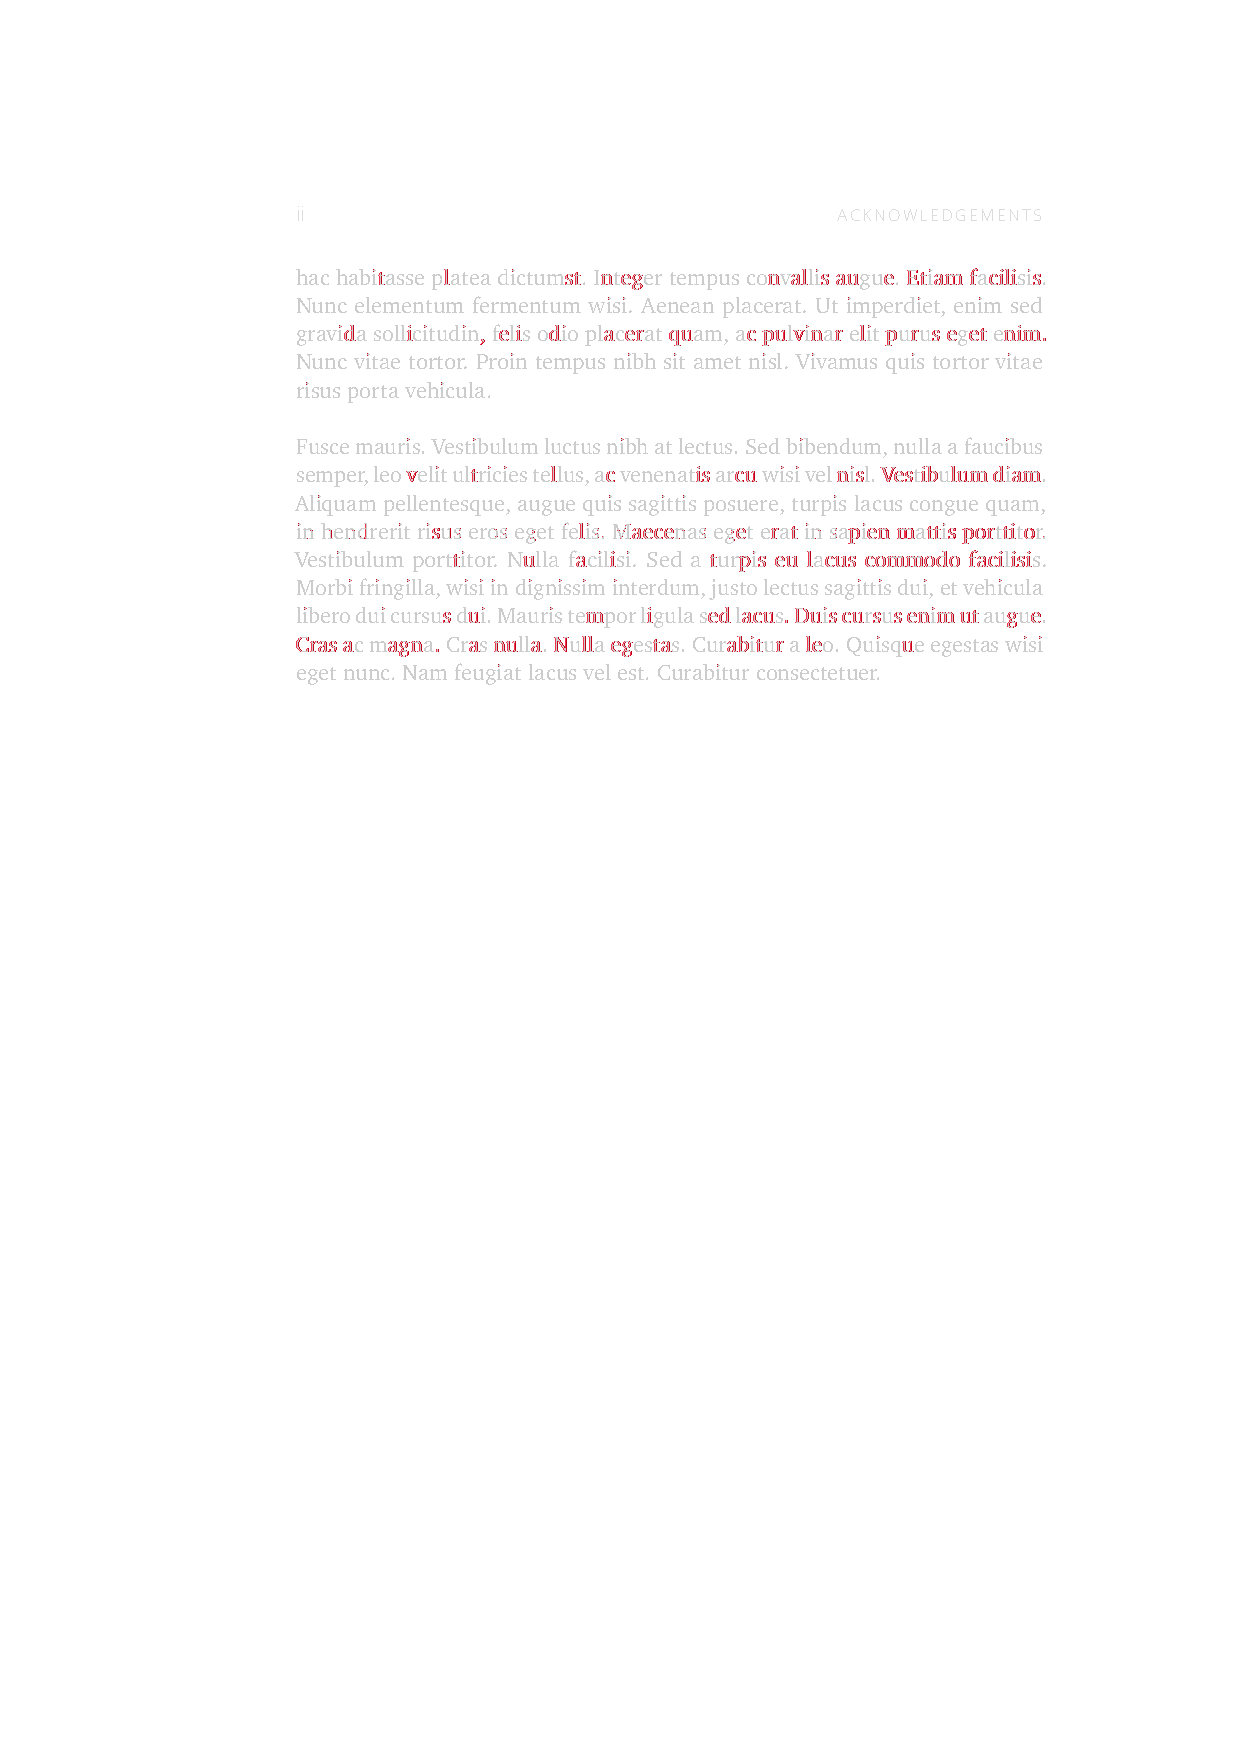 ii ACKNOWLEDGEMENTS
hac habitasse platea dictumst. Integer tempus convallis augue. Etiam facilisis.
Nunc elementum fermentum wisi. Aenean placerat. Ut imperdiet, enim sed
gravida sollicitudin, felis odio placerat quam, ac pulvinar elit purus eget enim.
Nunc vitae tortor. Proin tempus nibh sit amet nisl. Vivamus quis tortor vitae
risus porta vehicula.
Fusce mauris. Vestibulum luctus nibh at lectus. Sed bibendum, nulla a faucibus
semper, leo velit ultricies tellus, ac venenatis arcu wisi vel nisl. Vestibulum diam.
Aliquam pellentesque, augue quis sagittis posuere, turpis lacus congue quam,
in hendrerit risus eros eget felis. Maecenas eget erat in sapien mattis porttitor.
Vestibulum porttitor. Nulla facilisi. Sed a turpis eu lacus commodo facilisis.
Morbi fringilla, wisi in dignissim interdum, justo lectus sagittis dui, et vehicula
libero dui cursus dui. Mauris tempor ligula sed lacus. Duis cursus enim ut augue.
Cras ac magna. Cras nulla. Nulla egestas. Curabitur a leo. Quisque egestas wisi
eget nunc. Nam feugiat lacus vel est. Curabitur consectetuer.